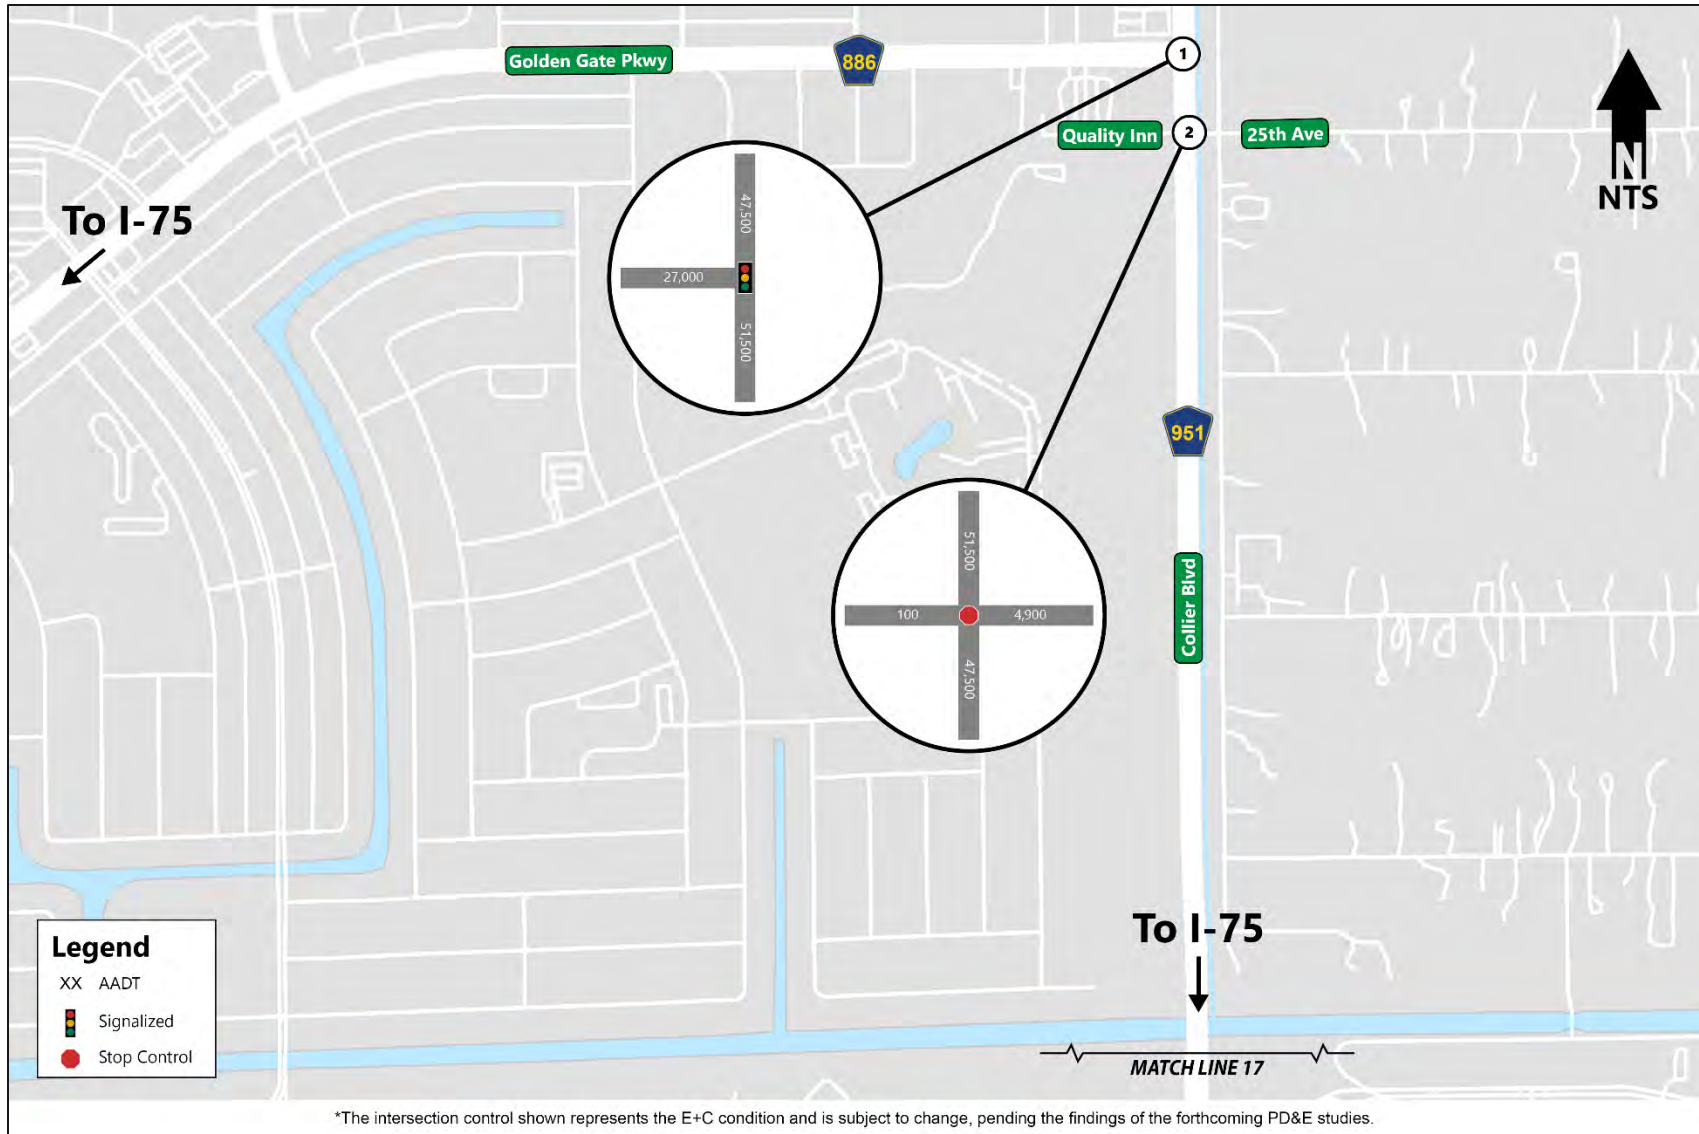 Golden Gate Pkwy
886
1
Quality Inn
2
25th Ave
N
NTS
To I-75
47,500
27,000
51,500
951
51,500
100
4,900
47,500
Collier Blvd
To I-75
Legend
XX AADT
Signalized
Stop Control
MATCH LINE 17
*The intersection control shown represents the E+C condition and is subject to change, pending the findings of the forthcoming PD&E studies.